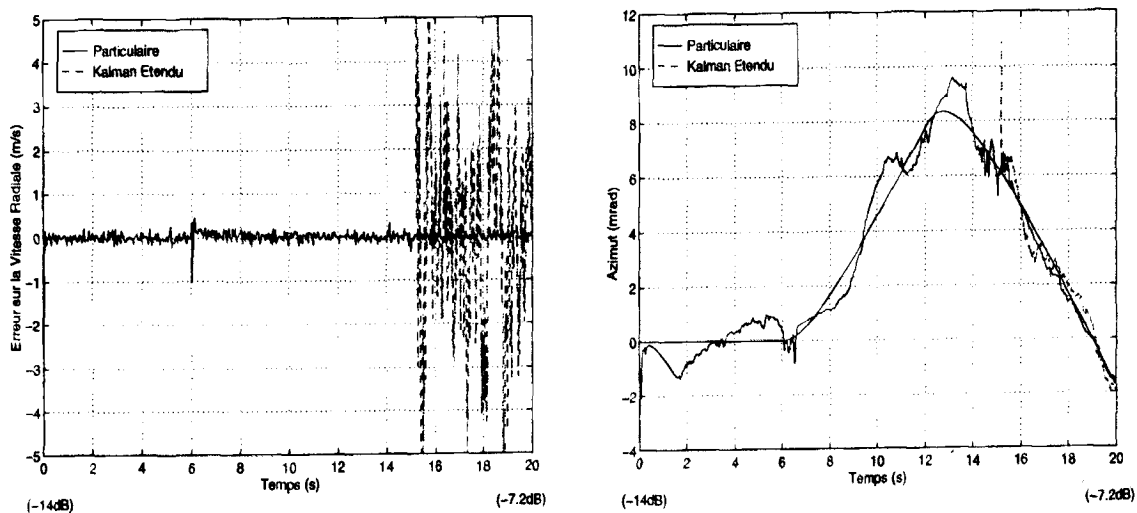 5
4
3
2
1
0
-1
-2
-3
-4
-5
Erreur sur la Vitesse Radiale (m/s)
Particulaire
Kalman Etendu
0 2 4 6 8 10 12 14 16 18 20
Temps (s)
(-14dB)
(-7.2dB)
12
10
8
6
4
2
0
-2
-4
Azimut (mrad)
Particulaire
Kalman Etendu
0 2 4 6 8 10 12 14 16 18 20
Temps (s)
(-14dB)
(-7.2dB)